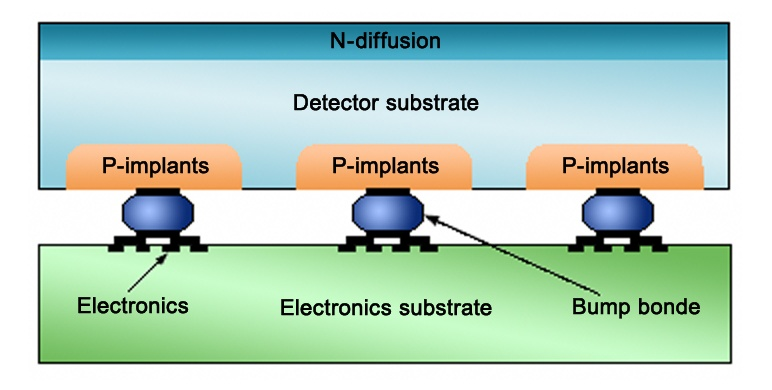 N-diffusion
Detector substrate
P-implants P-implants P-implants
Electronics Electronics substrate Bump bonde